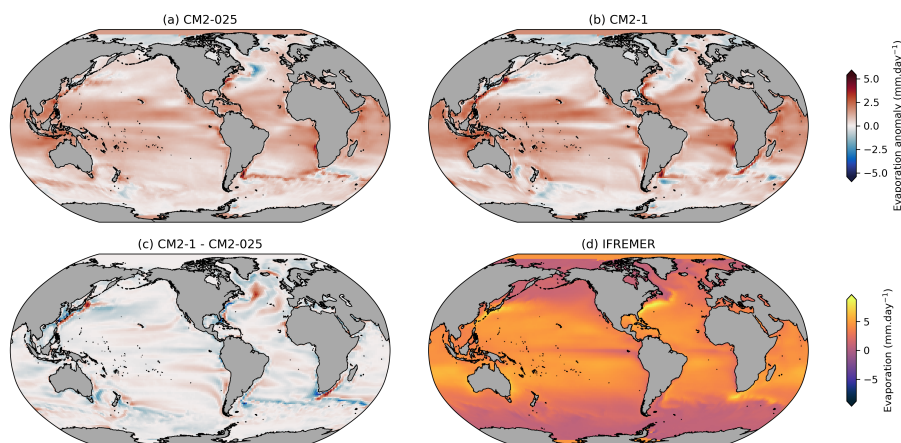 (a) CM2-025
(b) CM2-1
5.0
2.5
0.0
−2.5
−5.0
Evaporation anomaly (mm.day⁻¹)
(c) CM2-1 - CM2-025
(d) IFREMER
5
0
−5
Evaporation (mm.day⁻¹)